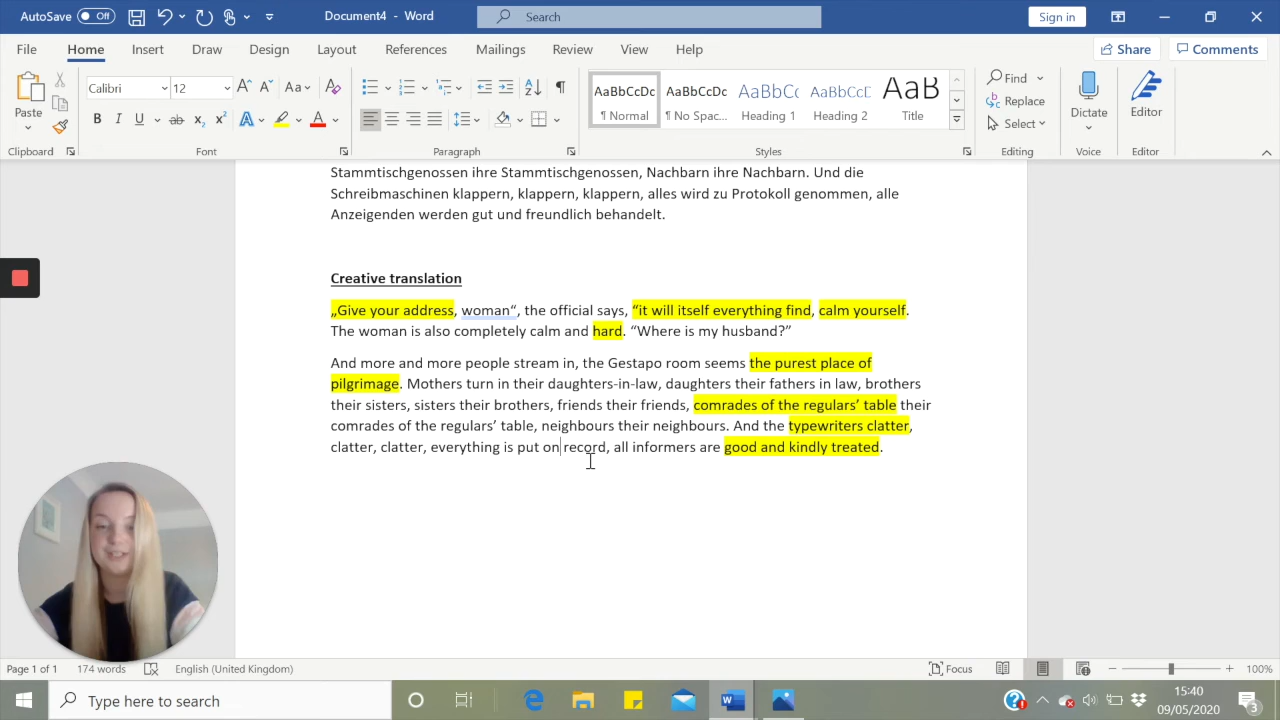 AutoSave Off Document4 - Word Search Sign in
File Home Insert Draw Design Layout References Mailings Review View Help Share Comments
Paste Calibri 12 Aa AaBbCcDc AaBbCcDc AaBbCc AaBbCcC AaB Find Replace Select Dictate Editor
¶ Normal ¶ No Spac... Heading 1 Heading 2 Title
Clipboard Font Paragraph Styles Editing Voice Editor
Stammtischgenossen ihre Stammtischgenossen, Nachbarn ihre Nachbarn. Und die
Schreibmaschinen klappern, klappern, klappern, alles wird zu Protokoll genommen, alle
Anzeigenden werden gut und freundlich behandelt.
Creative translation
„Give your address, woman“, the official says, “it will itself everything find, calm yourself.
The woman is also completely calm and hard. “Where is my husband?”
And more and more people stream in, the Gestapo room seems the purest place of
pilgrimage. Mothers turn in their daughters-in-law, daughters their fathers in law, brothers
their sisters, sisters their brothers, friends their friends, comrades of the regulars’ table their
comrades of the regulars’ table, neighbours their neighbours. And the typewriters clatter,
clatter, clatter, everything is put on record, all informers are good and kindly treated.
Page 1 of 1 174 words English (United Kingdom) Focus 100%
Type here to search 15:40
09/05/2020 3